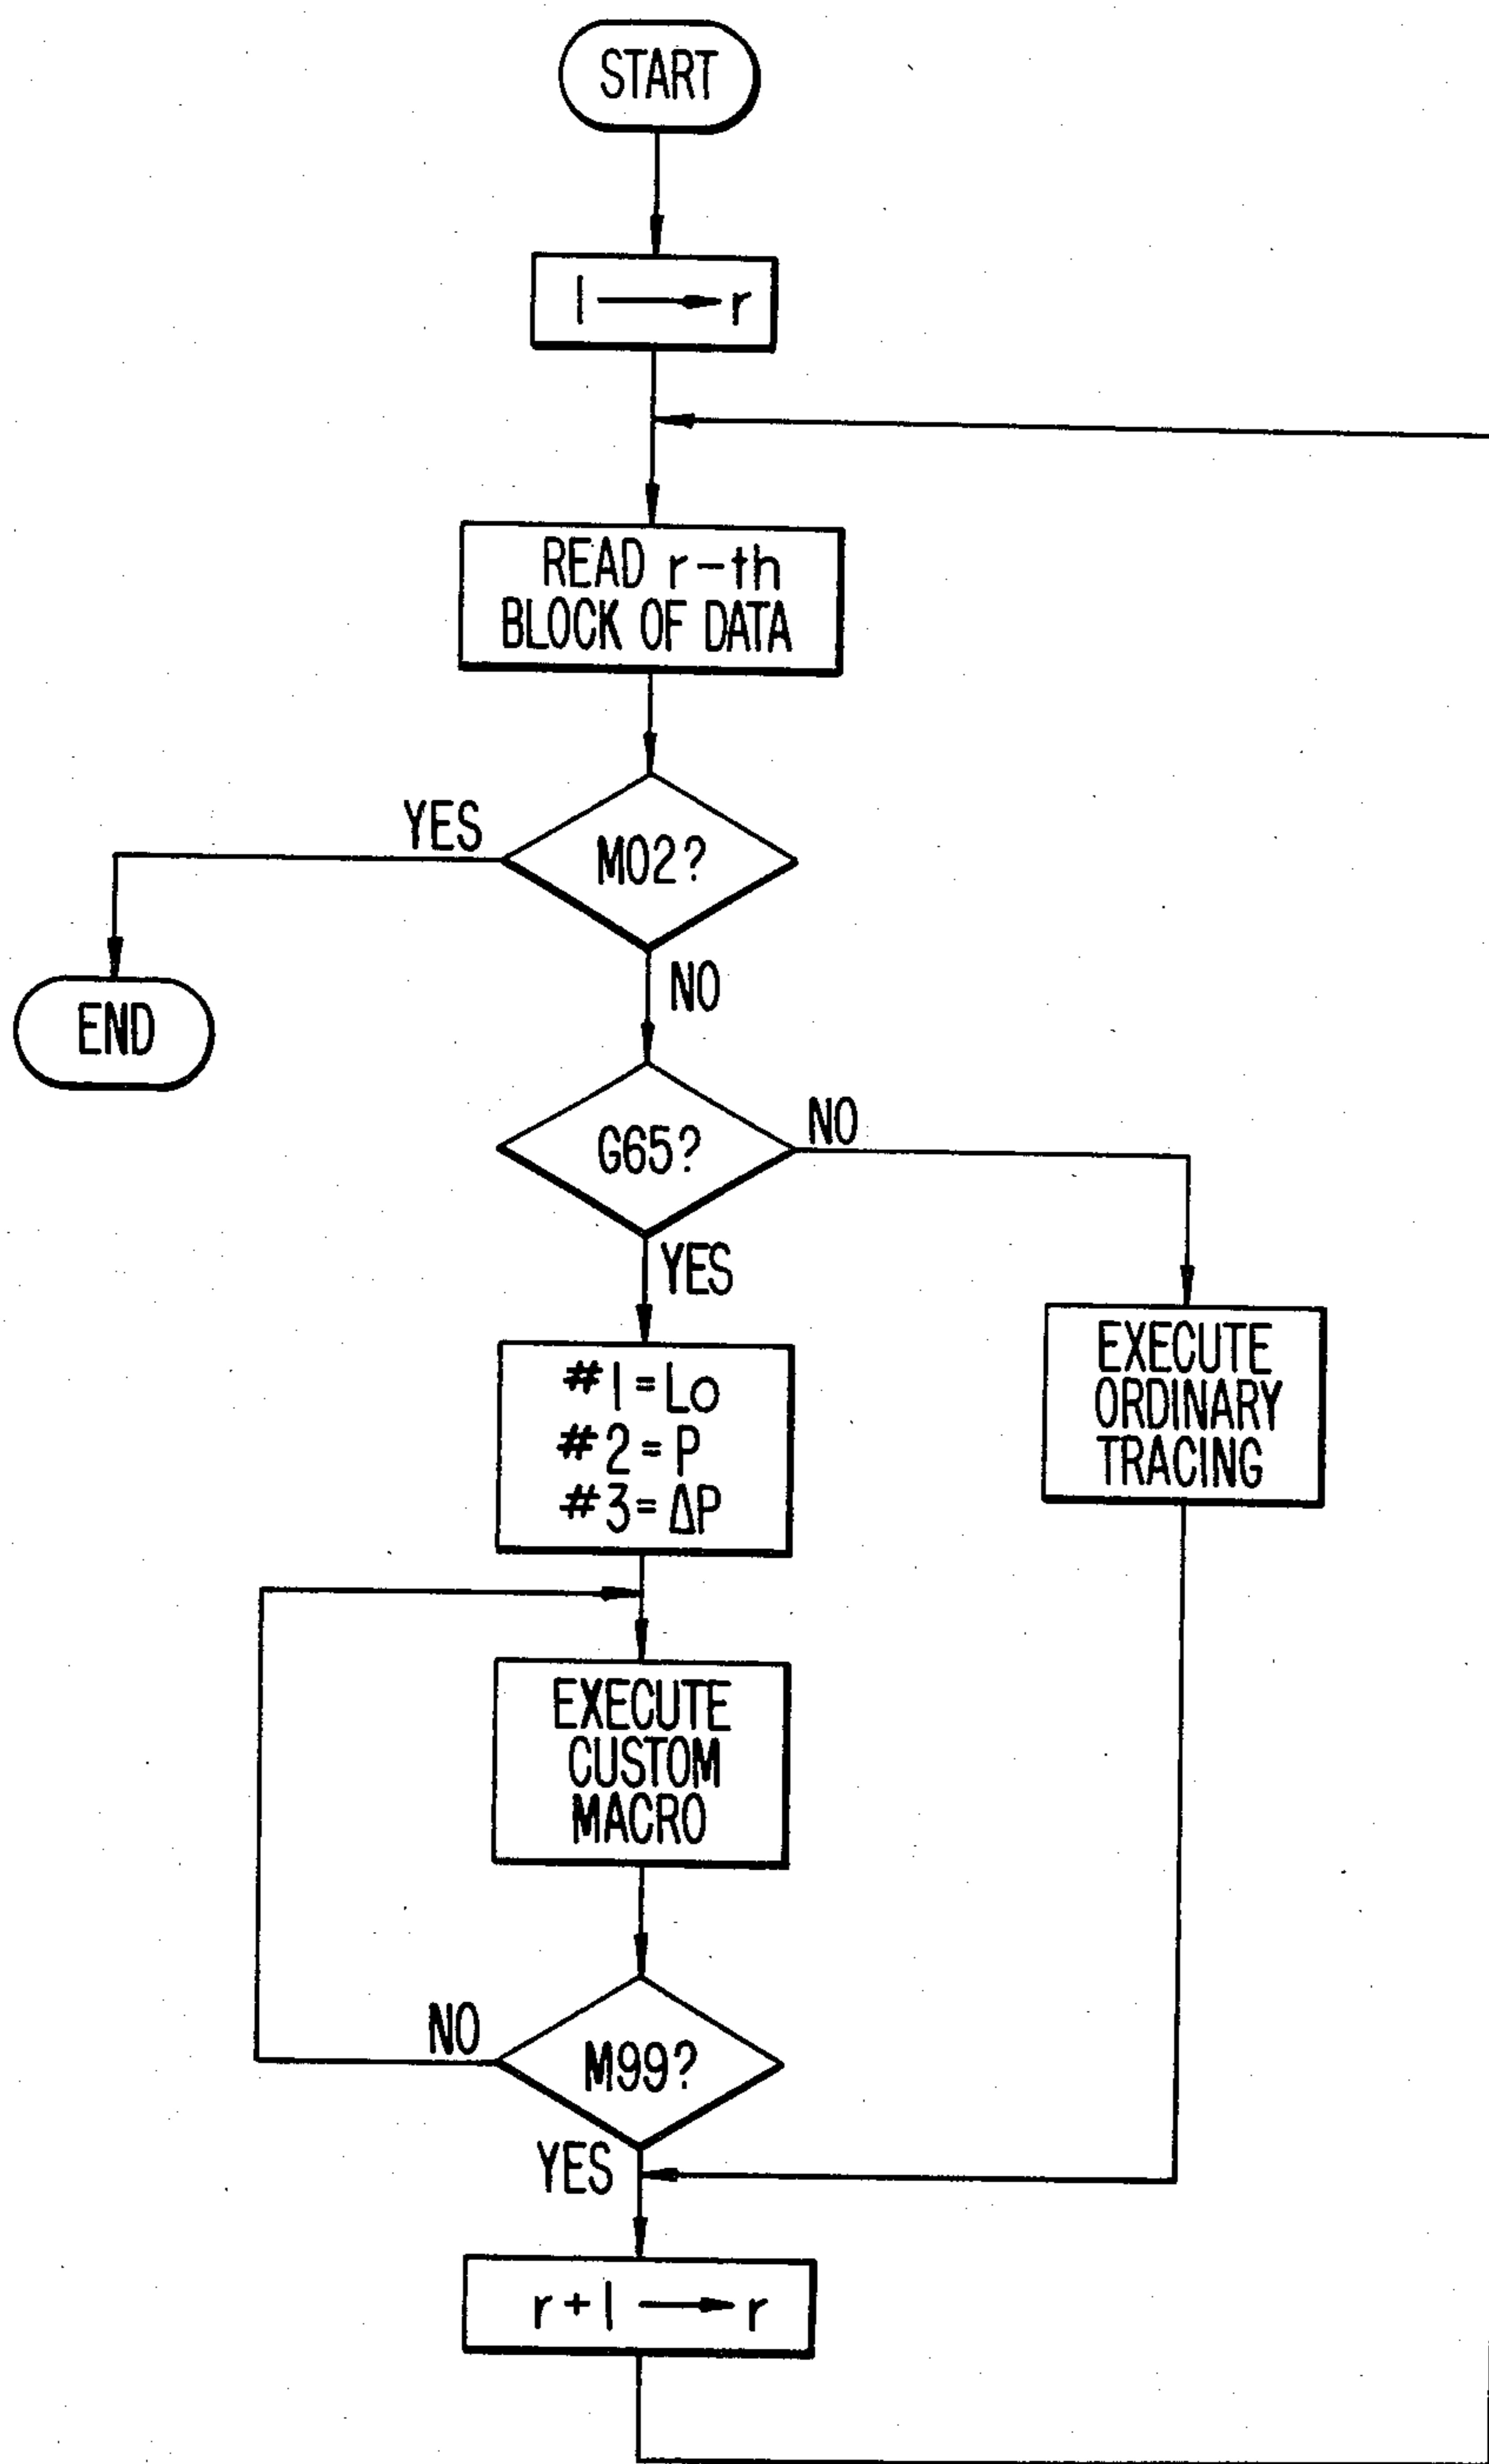 START
1 → r
READ r-th
BLOCK OF DATA
YES
M02?
NO
END
G65?
NO
YES
#1=Lo
#2=P
#3=ΔP
EXECUTE
ORDINARY
TRACING
EXECUTE
CUSTOM
MACRO
NO
M99?
YES
r+1 → r